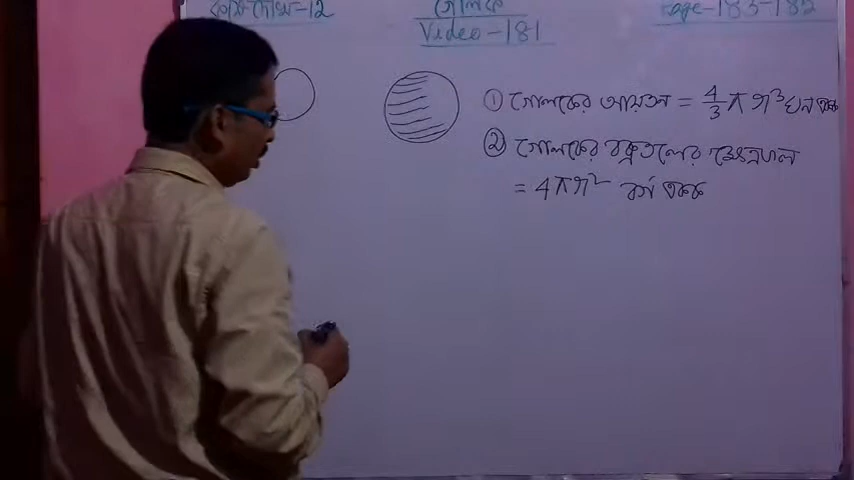 কষে দেখি-12
গোলক
Video-181
Page-183-182
① গোলকের আয়তন = 4/3 π r³ ঘন একক
② গোলকের বক্রতলের ক্ষেত্রফল
= 4πr² বর্গ একক